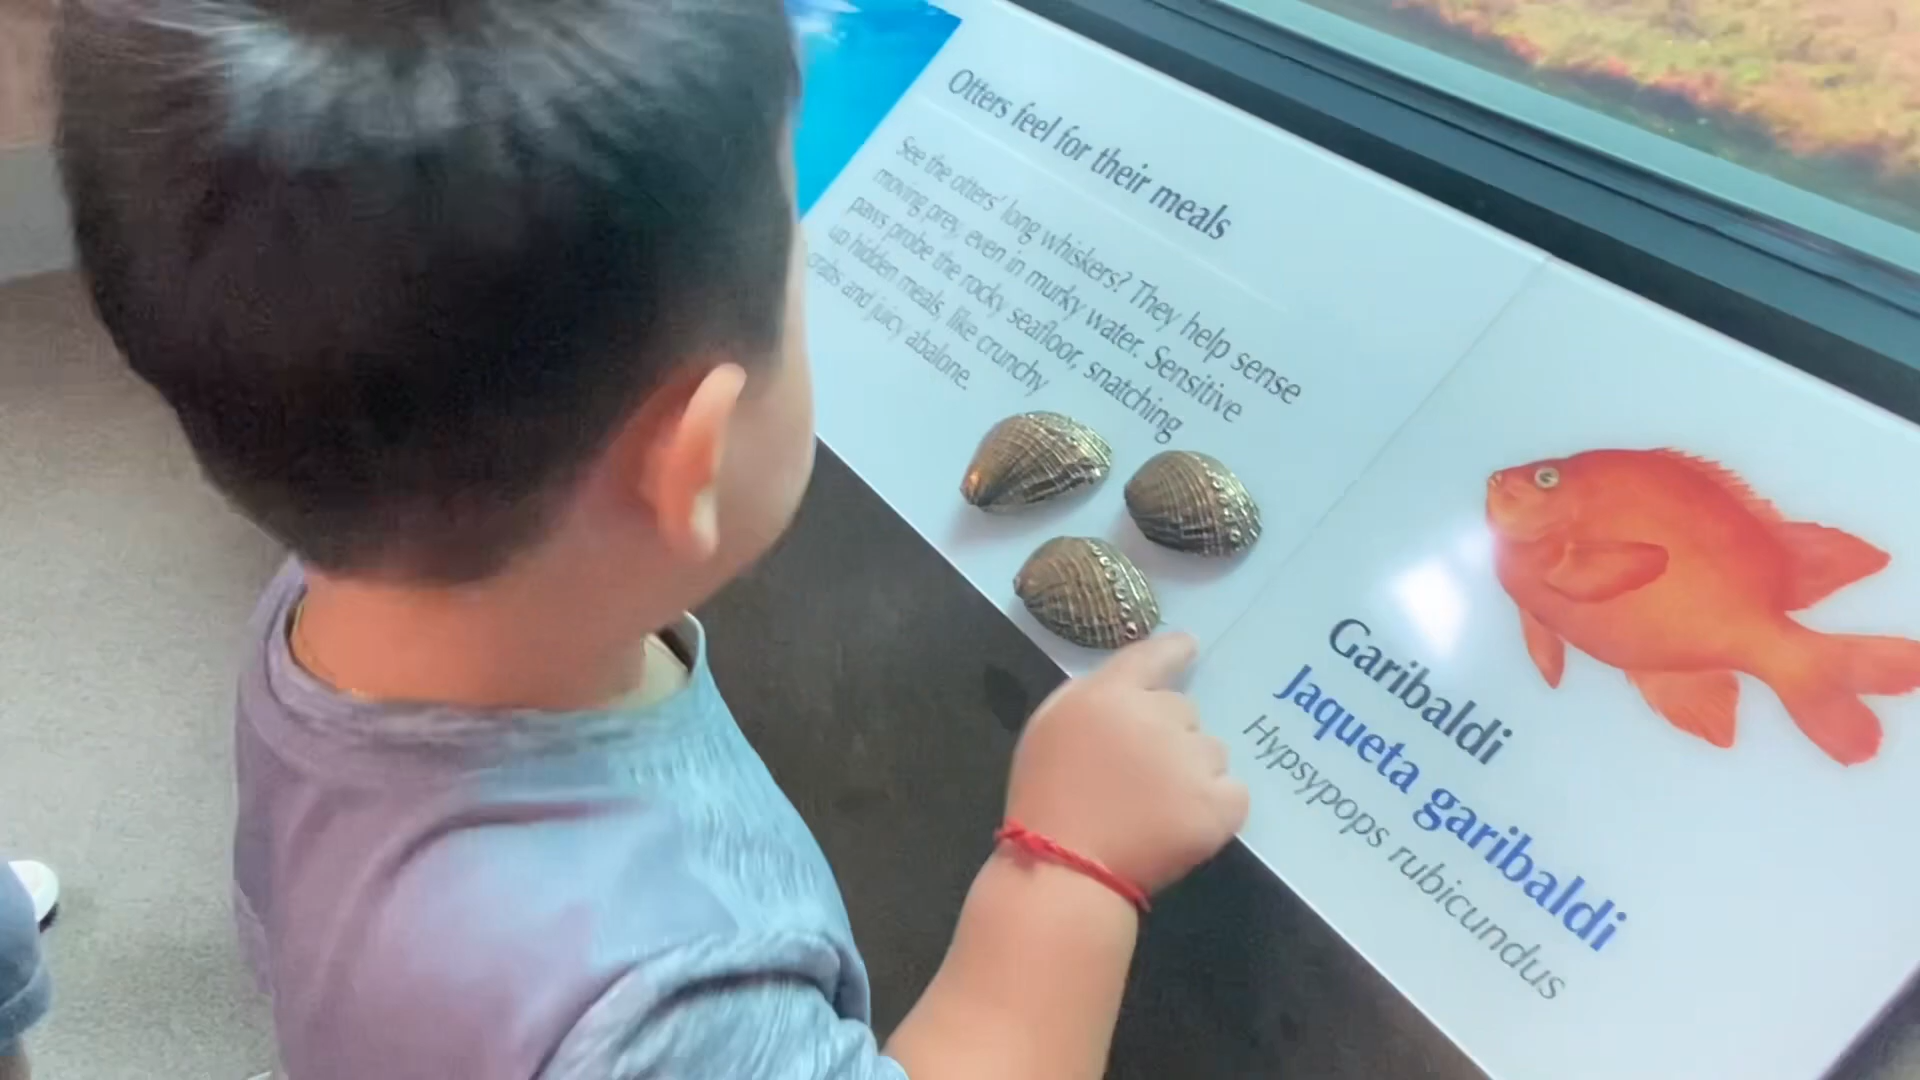 Otters feel for their meals
See the otters' long whiskers? They help sense
moving prey, even in murky water. Sensitive
paws probe the rocky seafloor, snatching
up hidden meals, like crunchy
crabs and juicy abalone.
Garibaldi
Jaqueta garibaldi
Hypsypops rubicundus